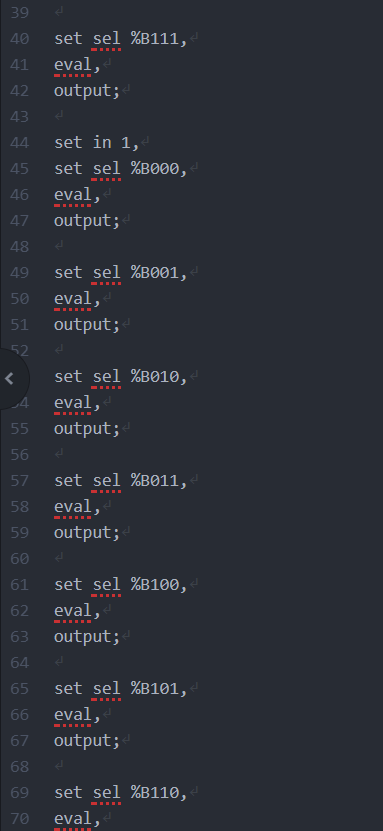 39
40 set sel %B111,
41 eval,
42 output;
43
44 set in 1,
45 set sel %B000,
46 eval,
47 output;
48
49 set sel %B001,
50 eval,
51 output;
52
set sel %B010,
54 eval,
55 output;
56
57 set sel %B011,
58 eval,
59 output;
60
61 set sel %B100,
62 eval,
63 output;
64
65 set sel %B101,
66 eval,
67 output;
68
69 set sel %B110,
70 eval,